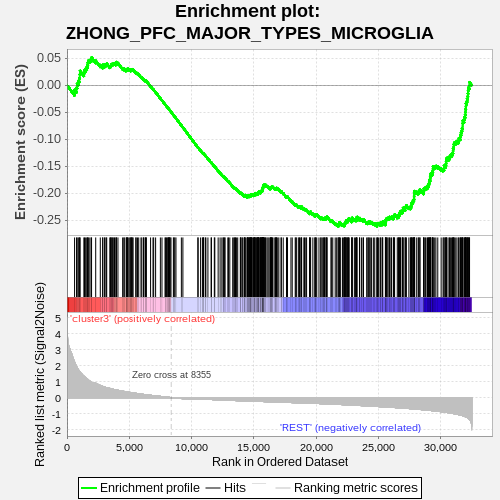 Enrichment plot:
ZHONG_PFC_MAJOR_TYPES_MICROGLIA
Enrichment score (ES)
0.05
0.00
-0.05
-0.10
-0.15
-0.20
-0.25
Ranked list metric (Signal2Noise)
5
4
3
2
1
0
-1
-2
'cluster3' (positively correlated)
Zero cross at 8355
'REST' (negatively correlated)
0
5,000
10,000
15,000
20,000
25,000
30,000
Rank in Ordered Dataset
Enrichment profile
Hits
Ranking metric scores